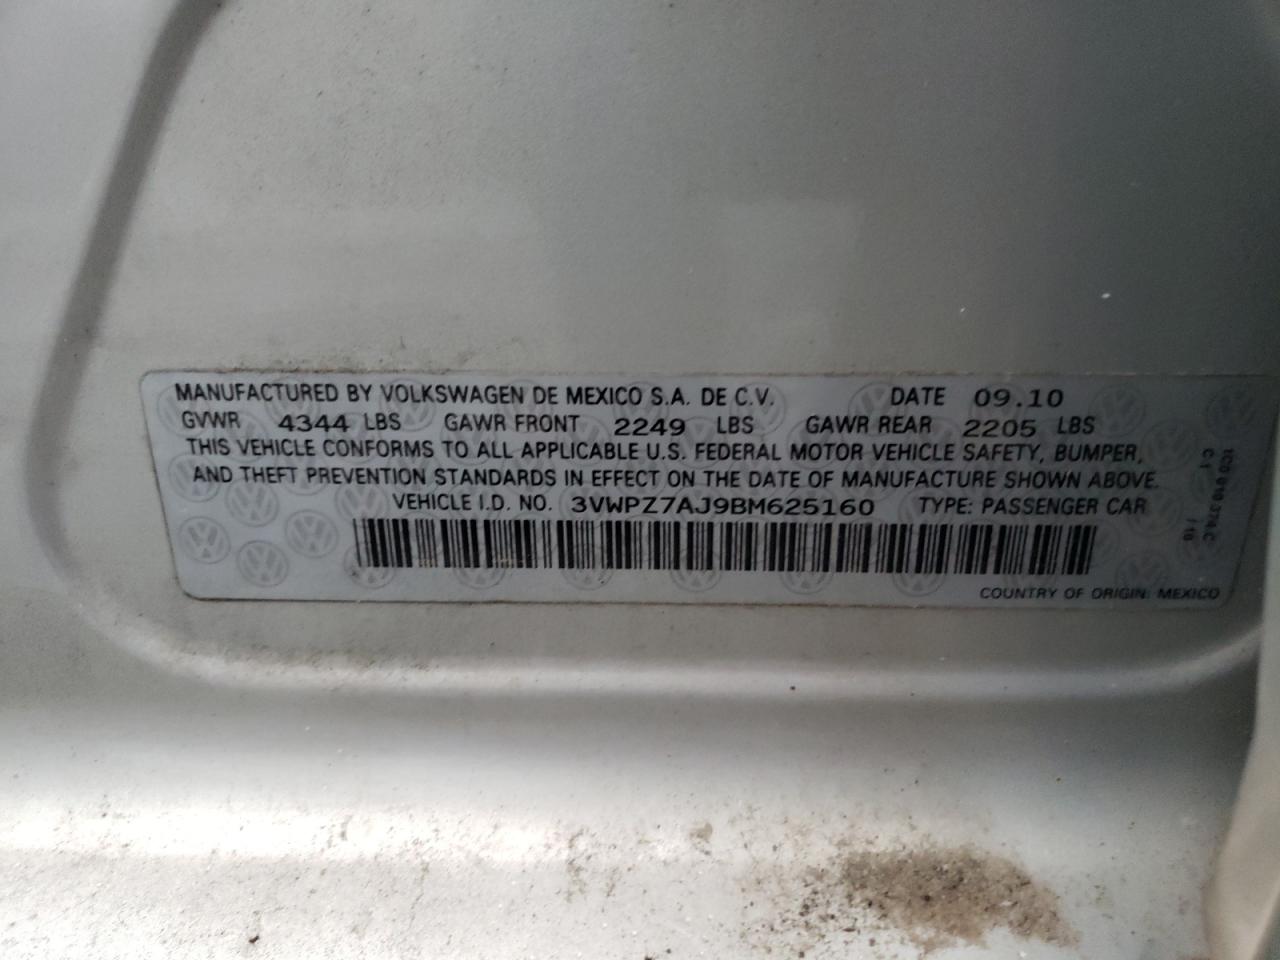 MANUFACTURED BY VOLKSWAGEN DE MEXICO S.A. DE C.V. DATE 09.10
GVWR 4344 LBS GAWR FRONT 2249 LBS GAWR REAR 2205 LBS
THIS VEHICLE CONFORMS TO ALL APPLICABLE U.S. FEDERAL MOTOR VEHICLE SAFETY, BUMPER,
AND THEFT PREVENTION STANDARDS IN EFFECT ON THE DATE OF MANUFACTURE SHOWN ABOVE.
VEHICLE I.D. NO. 3VWPZ7AJ9BM625160 TYPE: PASSENGER CAR
COUNTRY OF ORIGIN: MEXICO